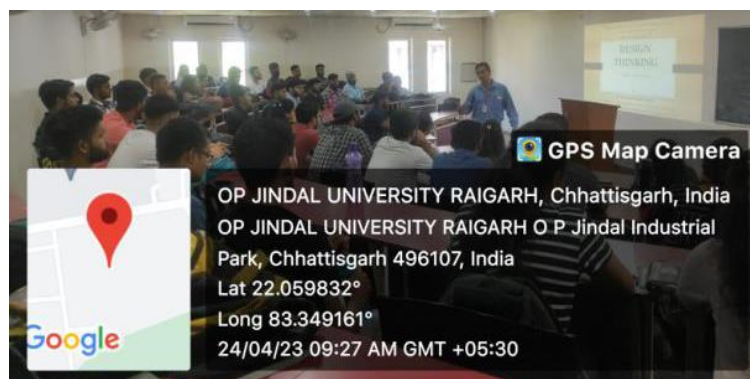 DESIGN
THINKING
GPS Map Camera
OP JINDAL UNIVERSITY RAIGARH, Chhattisgarh, India
OP JINDAL UNIVERSITY RAIGARH O P Jindal Industrial
Park, Chhattisgarh 496107, India
Lat 22.059832°
Long 83.349161°
24/04/23 09:27 AM GMT +05:30
Google